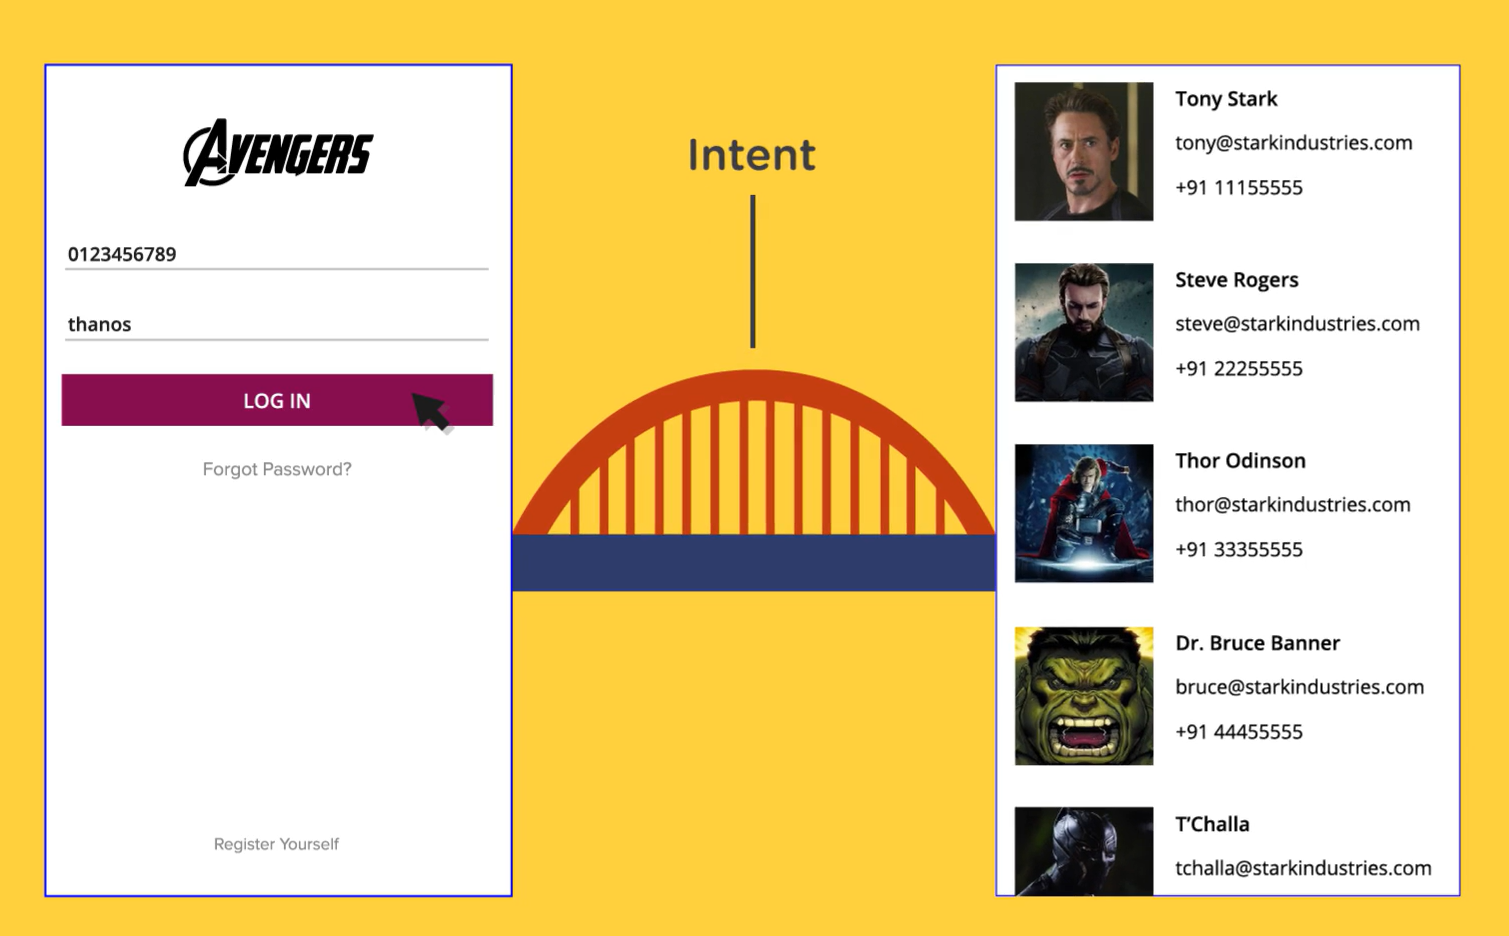 AVENGERS
0123456789
thanos
LOG IN
Forgot Password?
Register Yourself
Intent
Tony Stark
tony@starkindustries.com
+91 11155555
Steve Rogers
steve@starkindustries.com
+91 22255555
Thor Odinson
thor@starkindustries.com
+91 33355555
Dr. Bruce Banner
bruce@starkindustries.com
+91 44455555
T’Challa
tchalla@starkindustries.com